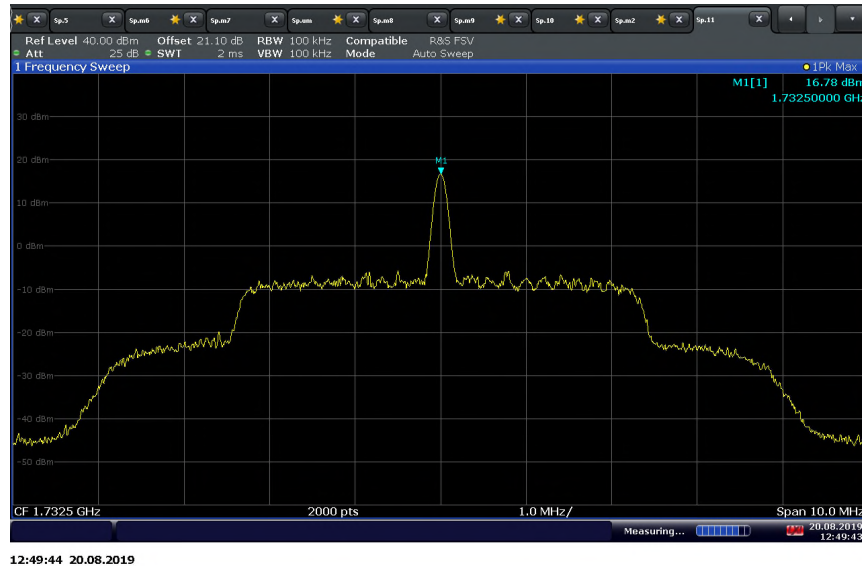 Sp.5 X Sp.m6 X Sp.m7 X Sp.um X Sp.m8 X Sp.m9 X Sp.10 X Sp.m2 X Sp.11 X
Ref Level 40.00 dBm Offset 21.10 dB RBW 100 kHz Compatible R&S FSV
Att 25 dB SWT 2 ms VBW 100 kHz Mode Auto Sweep
1 Frequency Sweep 1Pk Max
M1[1] 16.78 dBm
1.73250000 GHz
30 dBm
20 dBm
M1
10 dBm
0 dBm
-10 dBm
-20 dBm
-30 dBm
-40 dBm
-50 dBm
CF 1.7325 GHz 2000 pts 1.0 MHz/ Span 10.0 MHz
Measuring... 20.08.2019
12:49:43
12:49:44 20.08.2019